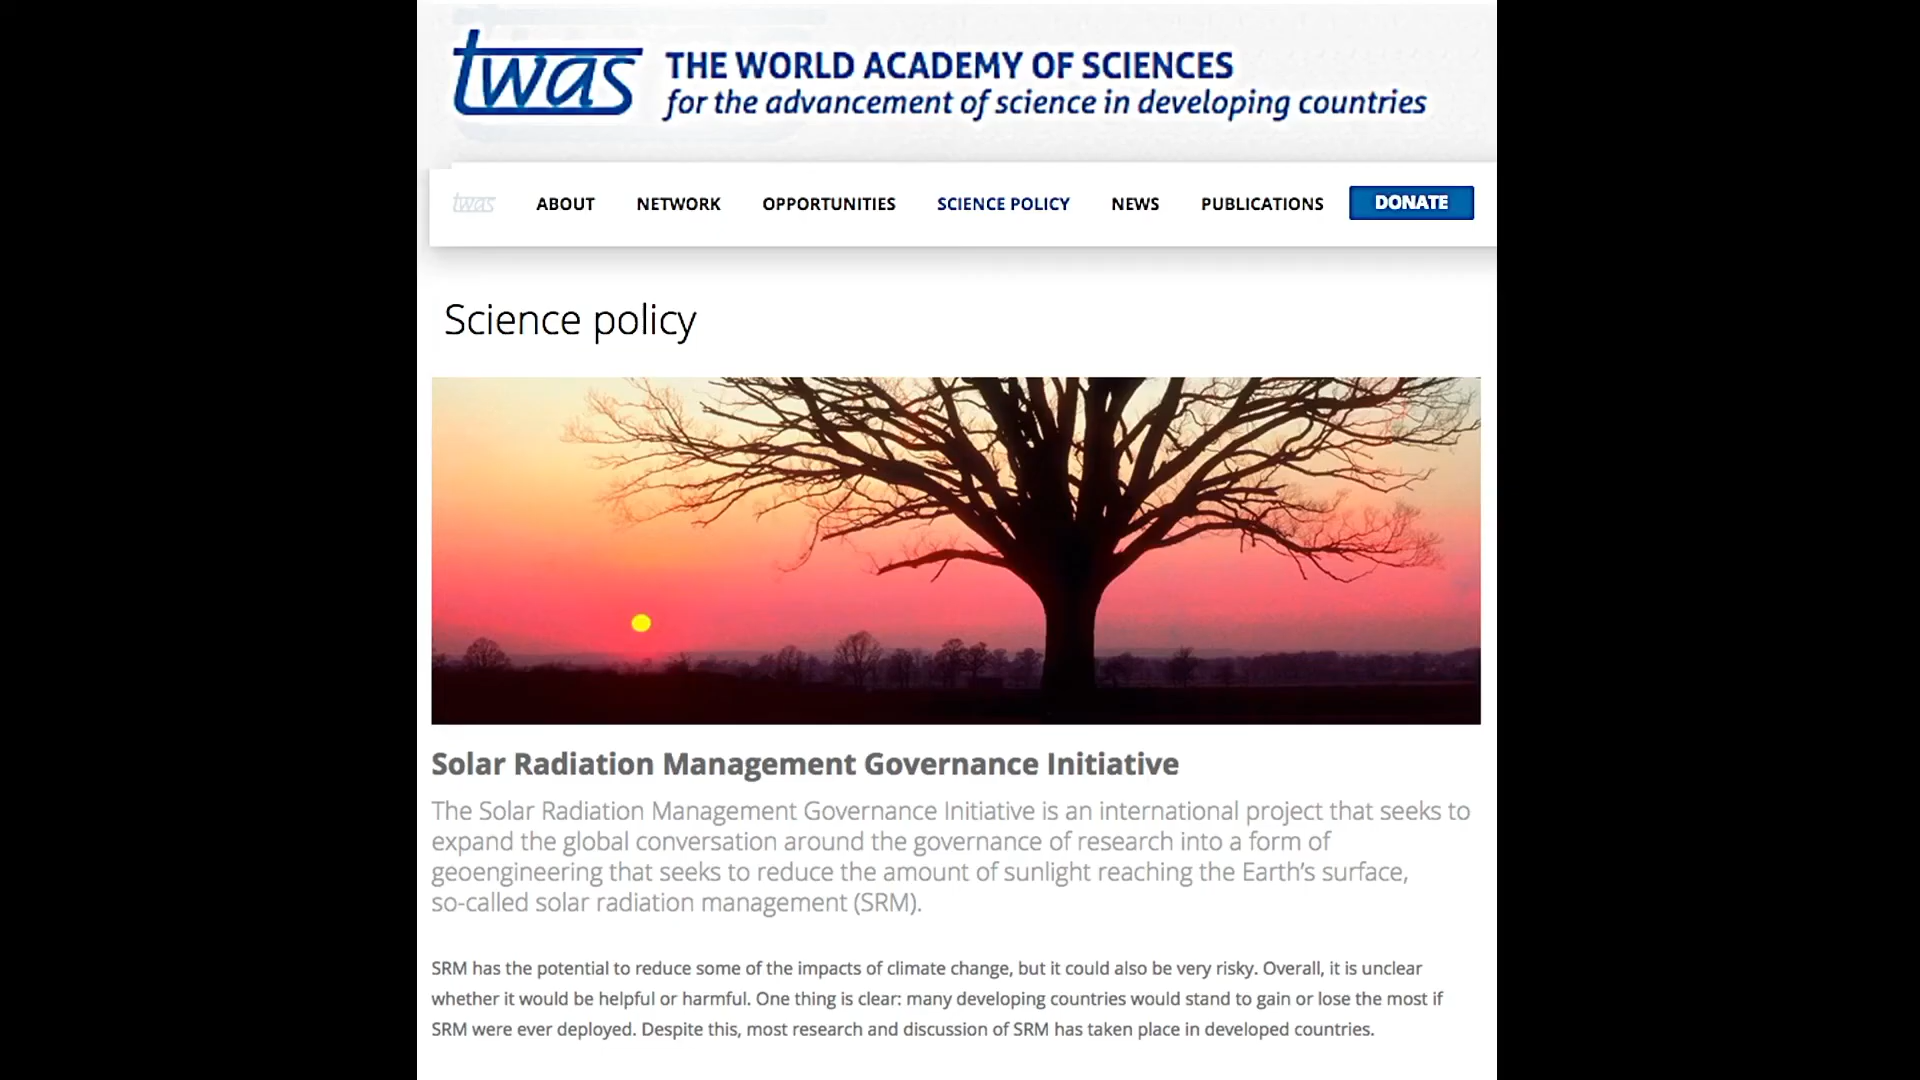 twas THE WORLD ACADEMY OF SCIENCES
for the advancement of science in developing countries
twas ABOUT NETWORK OPPORTUNITIES SCIENCE POLICY NEWS PUBLICATIONS DONATE
Science policy
Solar Radiation Management Governance Initiative
The Solar Radiation Management Governance Initiative is an international project that seeks to
expand the global conversation around the governance of research into a form of
geoengineering that seeks to reduce the amount of sunlight reaching the Earth’s surface,
so-called solar radiation management (SRM).
SRM has the potential to reduce some of the impacts of climate change, but it could also be very risky. Overall, it is unclear
whether it would be helpful or harmful. One thing is clear: many developing countries would stand to gain or lose the most if
SRM were ever deployed. Despite this, most research and discussion of SRM has taken place in developed countries.